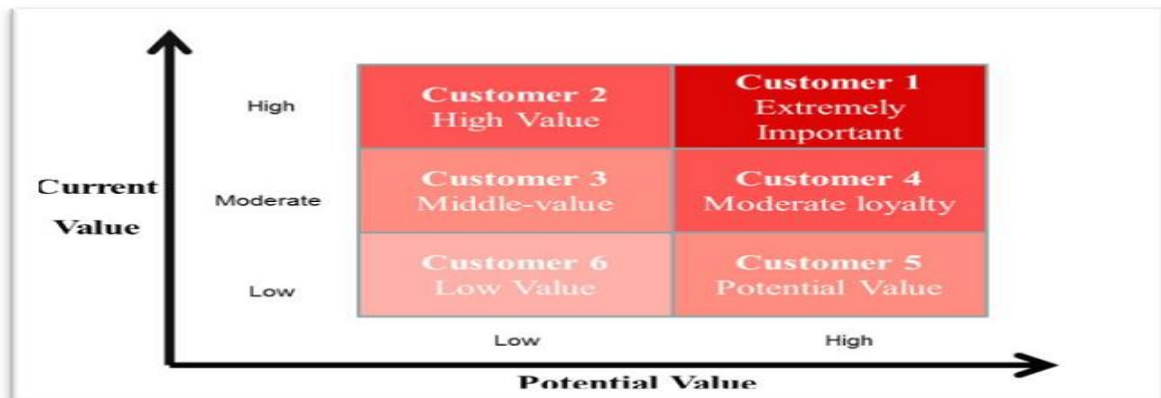 High
Customer 2
High Value
Customer 1
Extremely
Important
Current
Value
Moderate
Customer 3
Middle-value
Customer 4
Moderate loyalty
Low
Customer 6
Low Value
Customer 5
Potential Value
Low
High
Potential Value